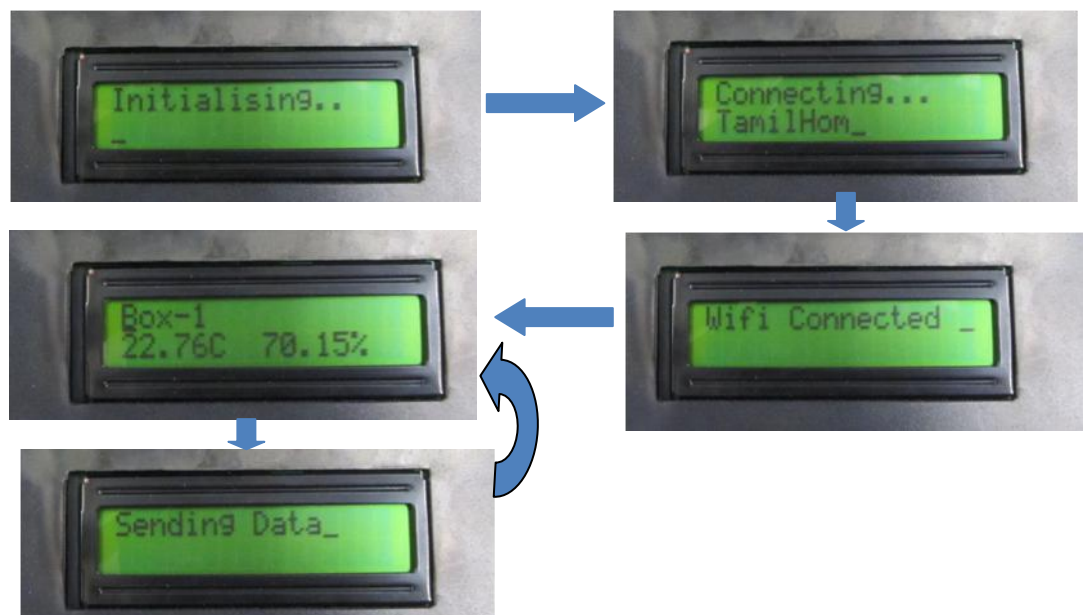 Initialising..
_
Connecting...
TamilHom_
Wifi Connected _
Box-1
22.76C 70.15%
Sending Data_